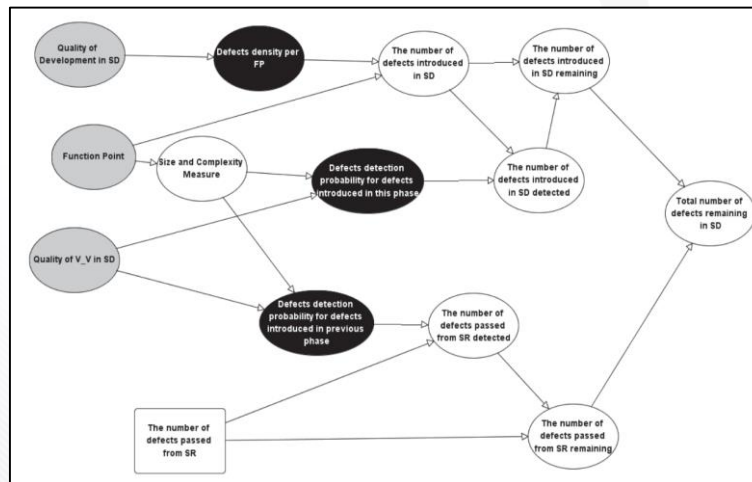 Quality of
Development in SD
Defects density per
FP
The number of
defects introduced
in SD
The number of
defects introduced
in SD remaining
Function Point
Size and Complexity
Measure
Defects detection
probability for defects
introduced in this phase
The number of
defects introduced
in SD detected
Total number of
defects remaining
in SD
Quality of V_V in SD
Defects detection
probability for defects
introduced in previous
phase
The number of
defects passed
from SR detected
The number of
defects passed
from SR
The number of
defects passed
from SR remaining